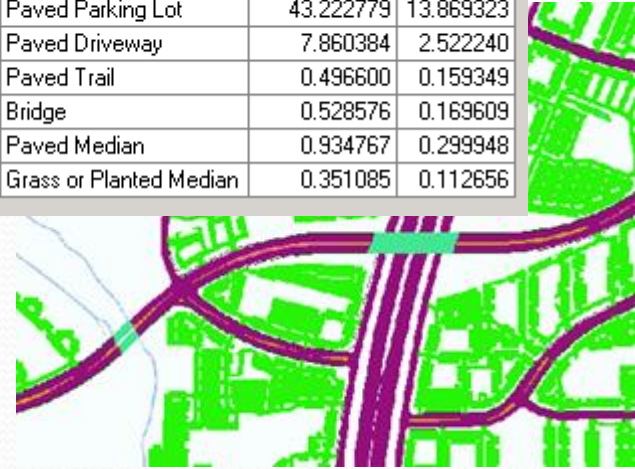 Paved Parking Lot 43.222779 13.869323
Paved Driveway 7.860384 2.522240
Paved Trail 0.496600 0.159349
Bridge 0.528576 0.169609
Paved Median 0.934767 0.299948
Grass or Planted Median 0.351085 0.112656